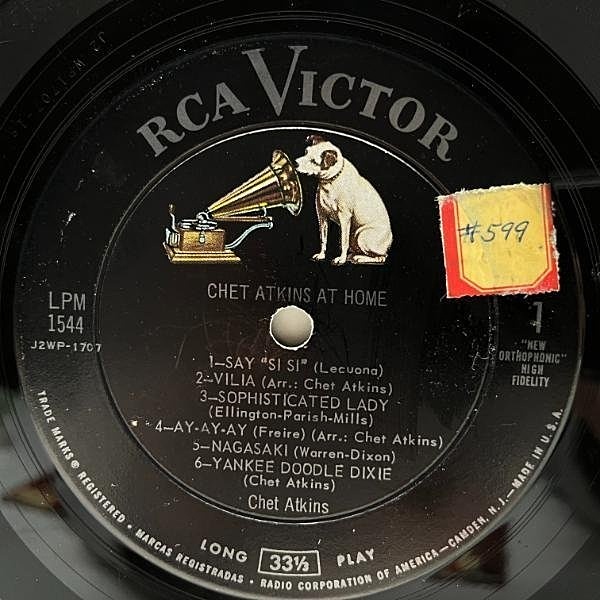 RCA VICTOR
#599
CHET ATKINS AT HOME
LPM
1544
J2WP-1707
1
"NEW
ORTHOPHONIC"
HIGH
FIDELITY
1—SAY "SI SI" (Lecuona)
2—VILIA (Arr.: Chet Atkins)
3—SOPHISTICATED LADY
(Ellington-Parish-Mills)
4—AY-AY-AY (Freire) (Arr.: Chet Atkins)
5—NAGASAKI (Warren-Dixon)
6—YANKEE DOODLE DIXIE
(Chet Atkins)
Chet Atkins
LONG 33⅓ PLAY
TRADE MARKS ® REGISTERED • MARCAS REGISTRADAS • RADIO CORPORATION OF AMERICA—CAMDEN, N. J.—MADE IN U.S.A.